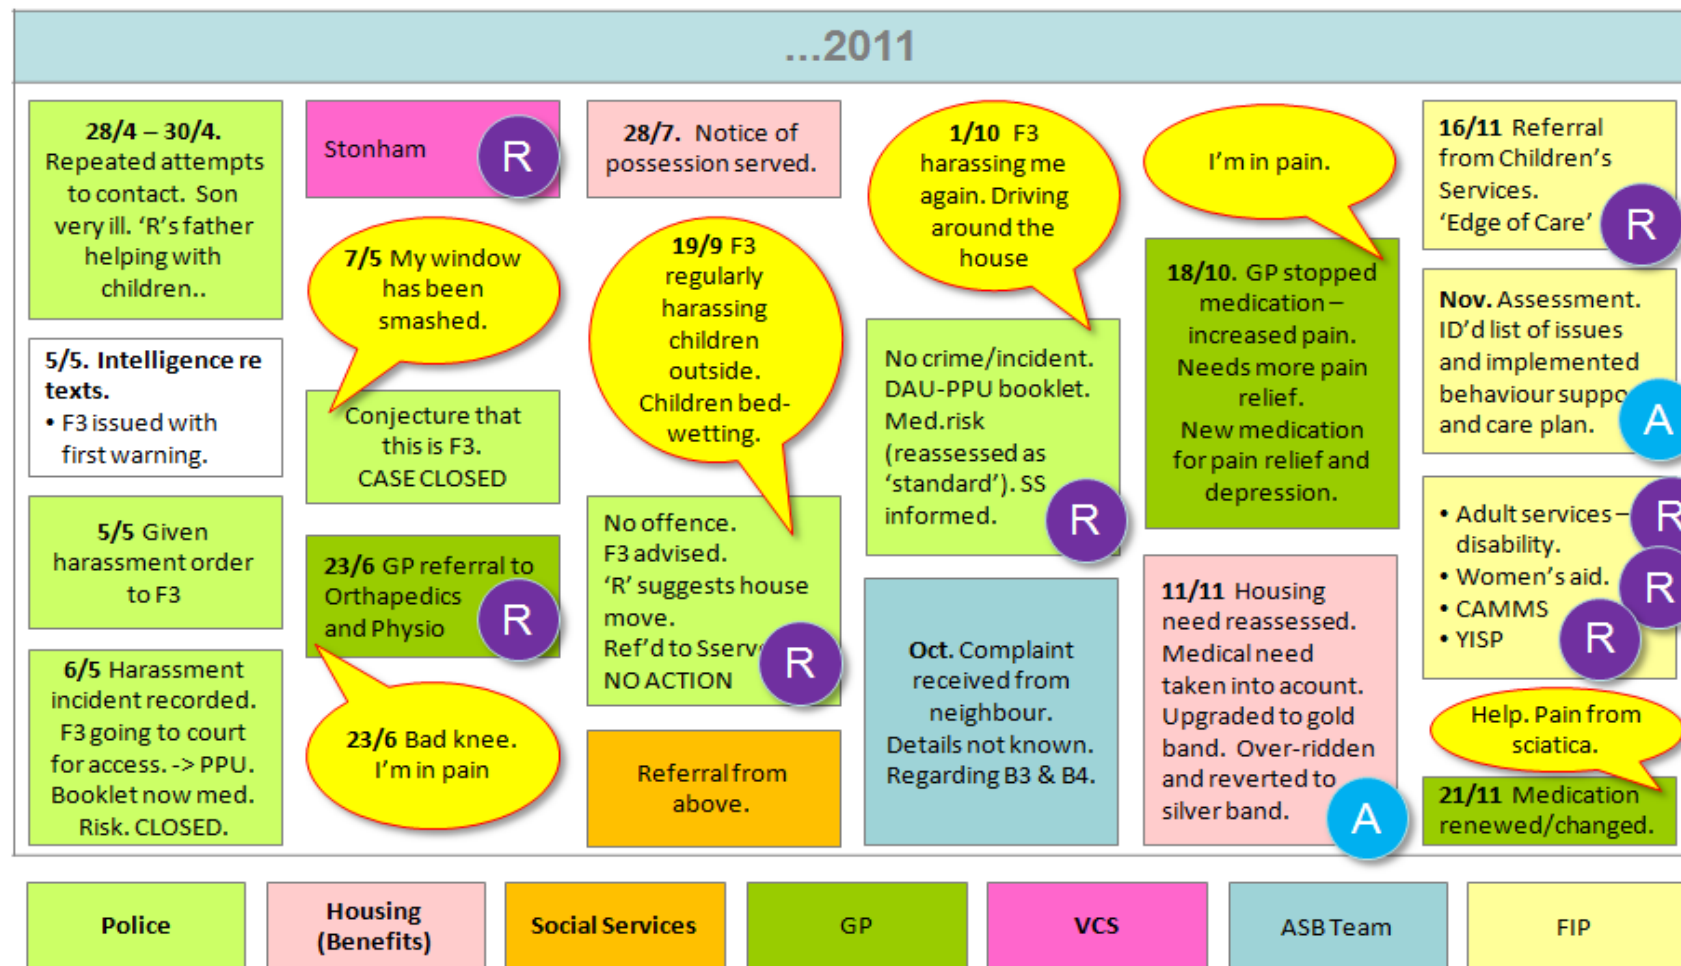 ...2011
28/4 – 30/4.
Repeated attempts
to contact. Son
very ill. ‘R’s father
helping with
children..
5/5. Intelligence re
texts.
• F3 issued with
first warning.
5/5 Given
harassment order
to F3
6/5 Harassment
incident recorded.
F3 going to court
for access. -> PPU.
Booklet now med.
Risk. CLOSED.
Stonham
R
7/5 My window
has been
smashed.
Conjecture that
this is F3.
CASE CLOSED
23/6 GP referral to
Orthapedics
and Physio
R
23/6 Bad knee.
I’m in pain
28/7. Notice of
possession served.
19/9 F3
regularly
harassing
children
outside.
Children bed-
wetting.
No offence.
F3 advised.
‘R’ suggests house
move.
Ref’d to Sserv
NO ACTION
R
Referral from
above.
1/10 F3
harassing me
again. Driving
around the
house
No crime/incident.
DAU-PPU booklet.
Med.risk
(reassessed as
‘standard’). SS
informed.
R
Oct. Complaint
received from
neighbour.
Details not known.
Regarding B3 & B4.
I’m in pain.
18/10. GP stopped
medication –
increased pain.
Needs more pain
relief.
New medication
for pain relief and
depression.
11/11 Housing
need reassessed.
Medical need
taken into acount.
Upgraded to gold
band. Over-ridden
and reverted to
silver band.
A
16/11 Referral
from Children’s
Services.
‘Edge of Care’
R
Nov. Assessment.
ID’d list of issues
and implemented
behaviour suppo
and care plan.
A
• Adult services –
disability.
• Women’s aid.
• CAMMS
• YISP
R
R
R
Help. Pain from
sciatica.
21/11 Medication
renewed/changed.
Police
Housing
(Benefits)
Social Services
GP
VCS
ASB Team
FIP